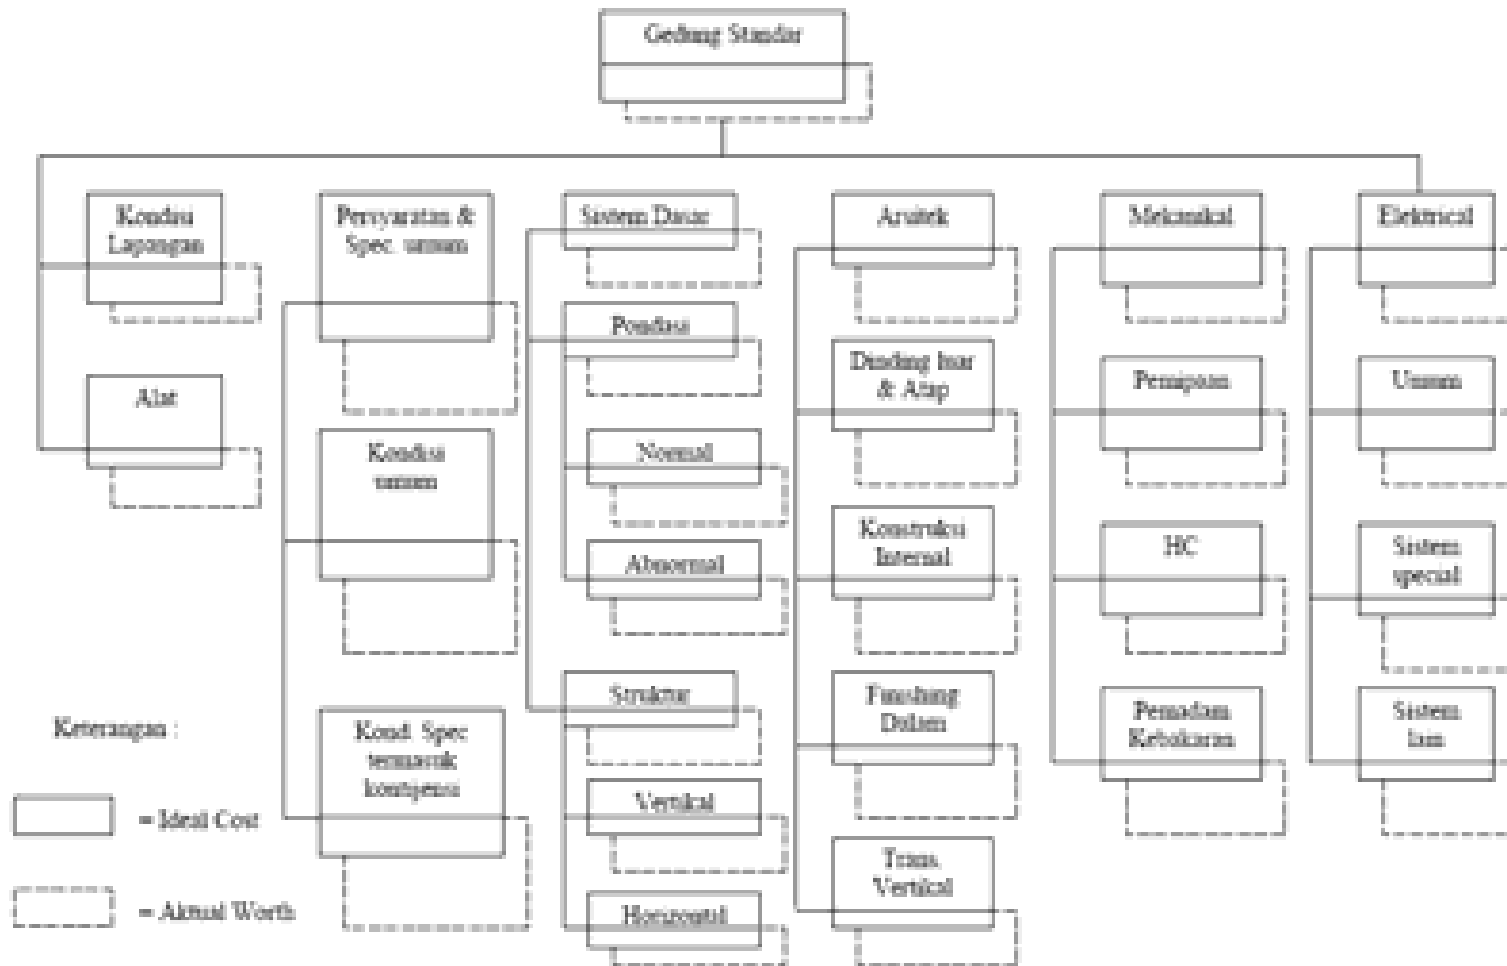 Gedung Standar
Kondisi
Lapangan
Alat
Persyaratan &
Spec. umum
Kondisi
umum
Kond. Spec
termasuk
kontijensi
Sistem Dasar
Pondasi
Normal
Abnormal
Struktur
Vertikal
Horizontal
Arsitek
Dinding luar
& Atap
Konstruksi
Internal
Finishing
Dalam
Trans.
Vertikal
Mekanikal
Pemipaan
HC
Pemadam
Kebakaran
Elektrical
Umum
Sistem
special
Sistem
lain
Keterangan :
= Ideal Cost
= Aktual Worth